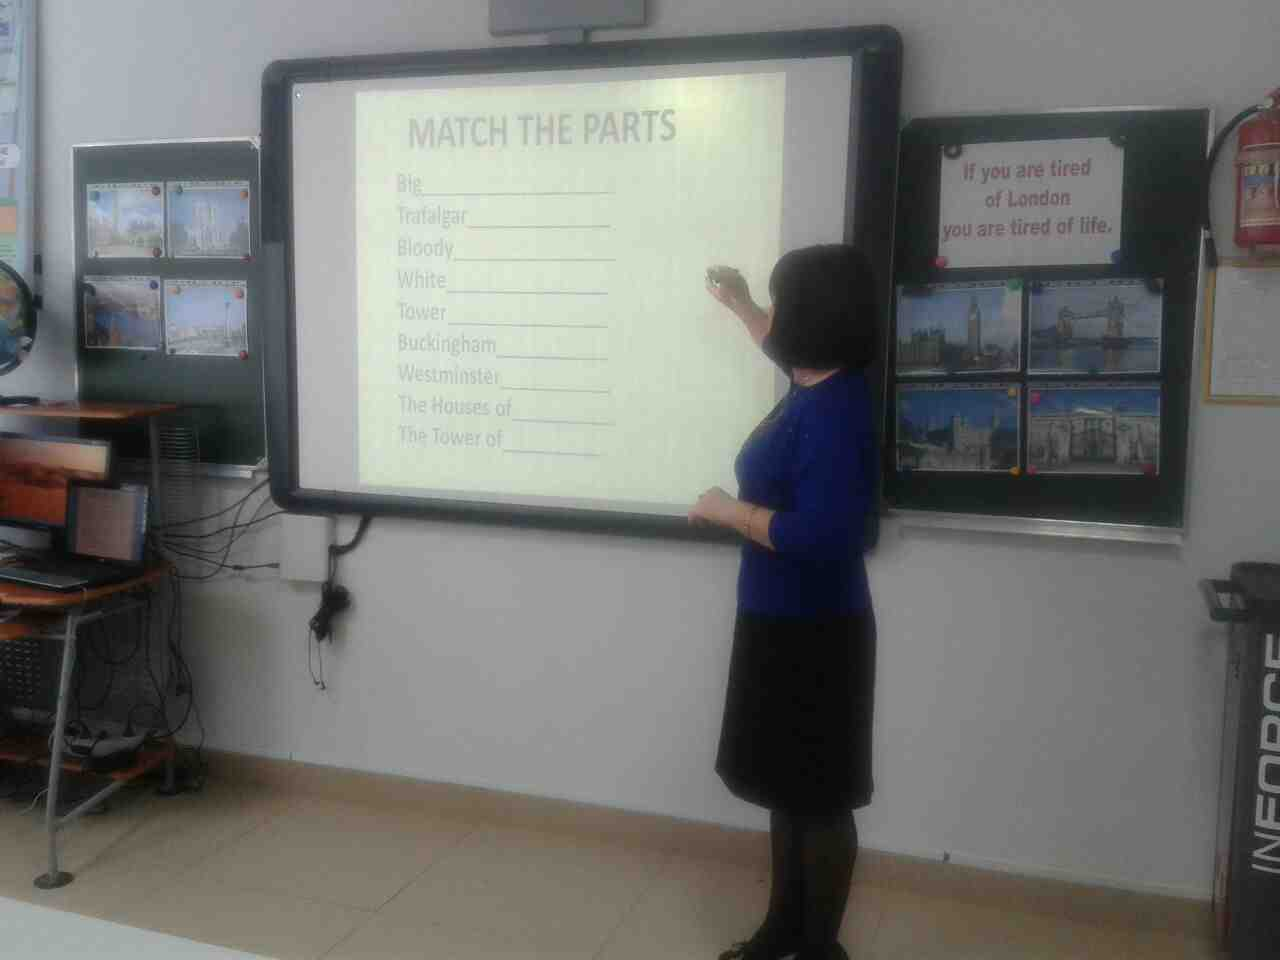 MATCH THE PARTS
Big
Trafalgar
Bloody
White
Tower
Buckingham
Westminster
The Houses of
The Tower of
If you are tired
of London
you are tired of life.
INFORCE